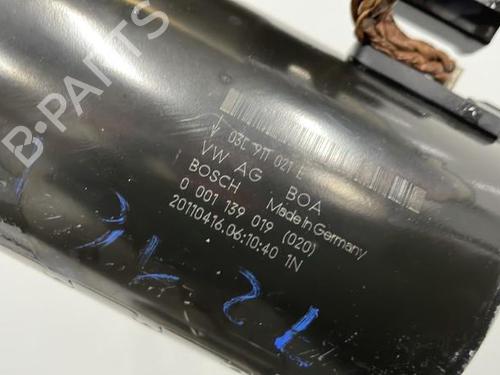 03C 911 021 E
VW AG BOA
BOSCH Made in Germany
0 001 139 019 (020)
20110416.06:10:40 1N
B-PARTS